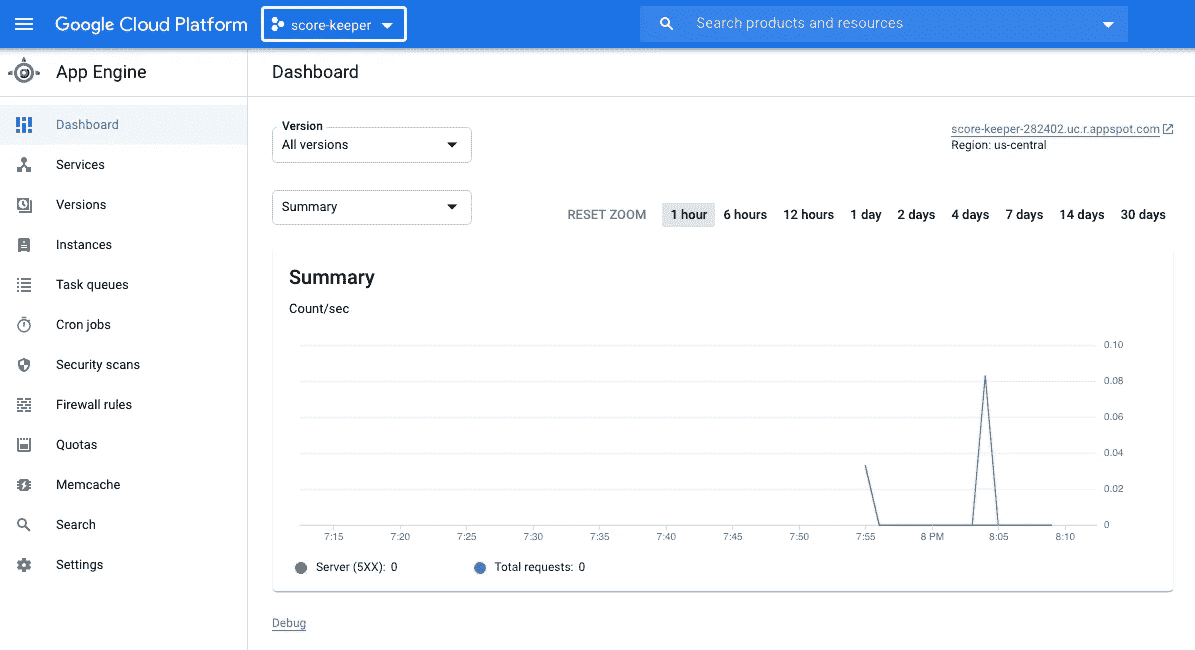 Google Cloud Platform
score-keeper
Search products and resources
App Engine
Dashboard
Services
Versions
Instances
Task queues
Cron jobs
Security scans
Firewall rules
Quotas
Memcache
Search
Settings
Dashboard
Version
All versions
score-keeper-282402.uc.r.appspot.com
Region: us-central
Summary
RESET ZOOM 1 hour 6 hours 12 hours 1 day 2 days 4 days 7 days 14 days 30 days
Summary
Count/sec
0.10
0.08
0.06
0.04
0.02
0
7:15 7:20 7:25 7:30 7:35 7:40 7:45 7:50 7:55 8 PM 8:05 8:10
Server (5XX): 0 Total requests: 0
Debug